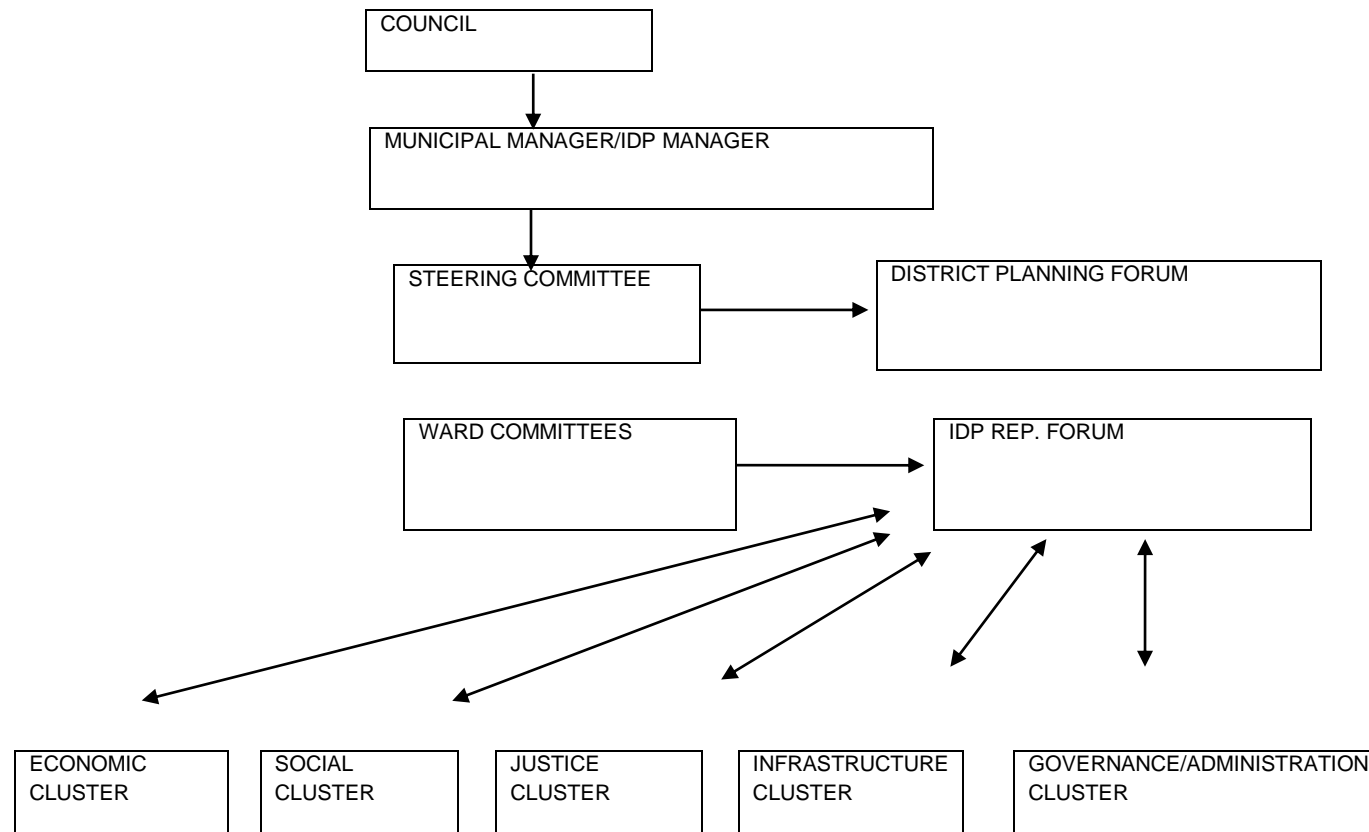 COUNCIL
MUNICIPAL MANAGER/IDP MANAGER
STEERING COMMITTEE
DISTRICT PLANNING FORUM
WARD COMMITTEES
IDP REP. FORUM
ECONOMIC
CLUSTER
SOCIAL
CLUSTER
JUSTICE
CLUSTER
INFRASTRUCTURE
CLUSTER
GOVERNANCE/ADMINISTRATION
CLUSTER